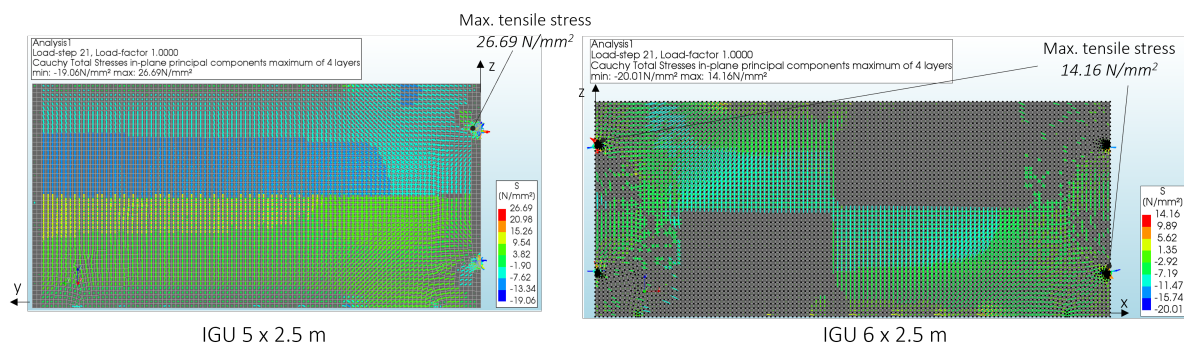 Max. tensile stress
26.69 N/mm²
Analysis1
Load-step 21, Load-factor 1.0000
Cauchy Total Stresses in-plane principal components maximum of 4 layers
min: -19.06N/mm² max: 26.69N/mm²
z
S
(N/mm²)
26.69
20.98
15.26
9.54
3.82
-1.90
-7.62
-13.34
-19.06
y
IGU 5 x 2.5 m
Analysis1
Load-step 21, Load-factor 1.0000
Cauchy Total Stresses in-plane principal components maximum of 4 layers
min: -20.01N/mm² max: 14.16N/mm²
Max. tensile stress
14.16 N/mm²
z
S
(N/mm²)
14.16
9.89
5.62
1.35
-2.92
-7.19
-11.47
-15.74
-20.01
x
IGU 6 x 2.5 m